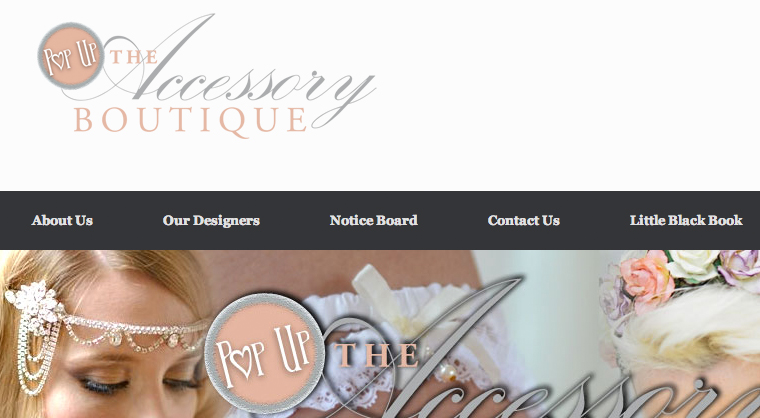 POP UP THE Accessory
BOUTIQUE
About Us Our Designers Notice Board Contact Us Little Black Book
POP UP THE Accessory